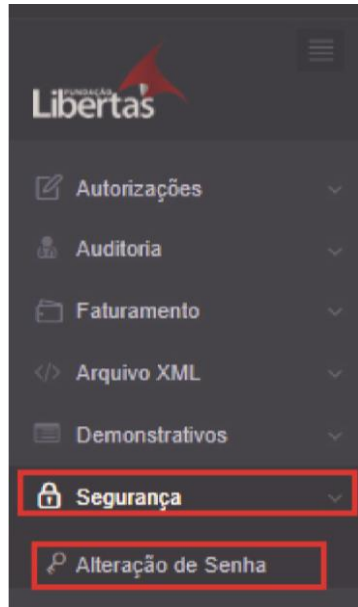 FUNDAÇÃO
Libertas
Autorizações
Auditoria
Faturamento
Arquivo XML
Demonstrativos
Segurança
Alteração de Senha